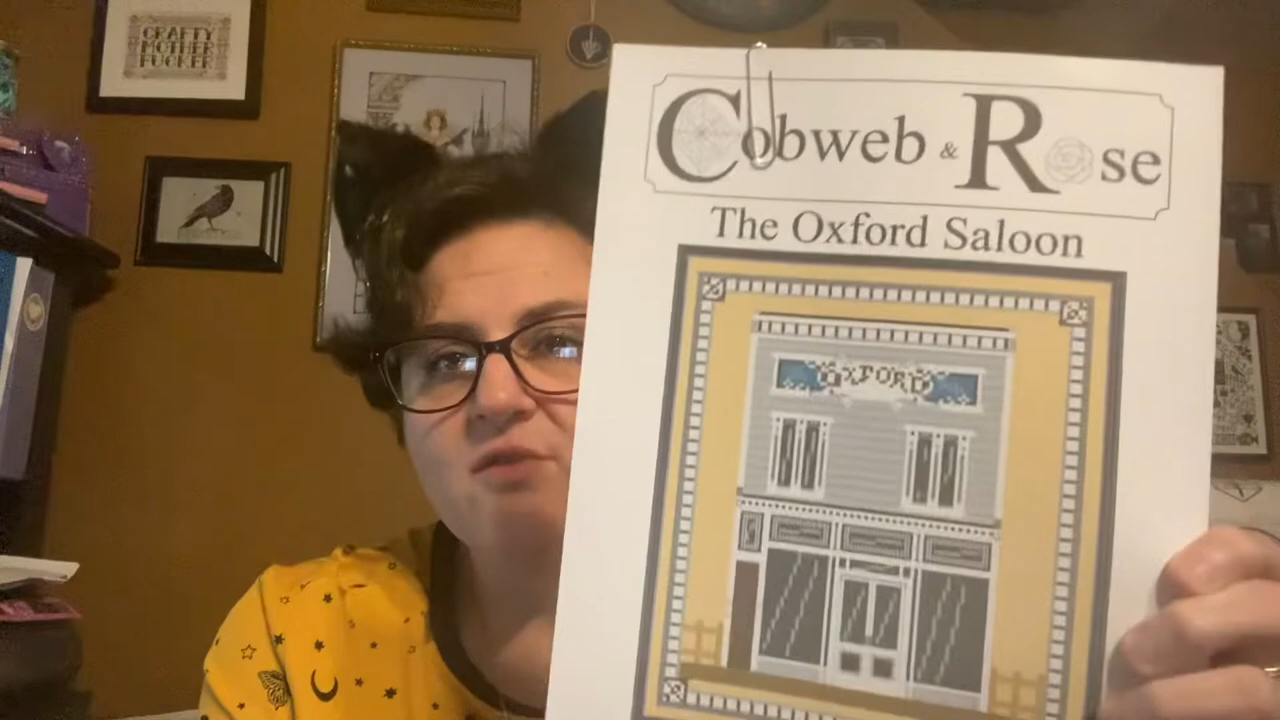 CRAFTY
MOTHER
FUCKER
Cobweb & Rose
The Oxford Saloon
OXFORD